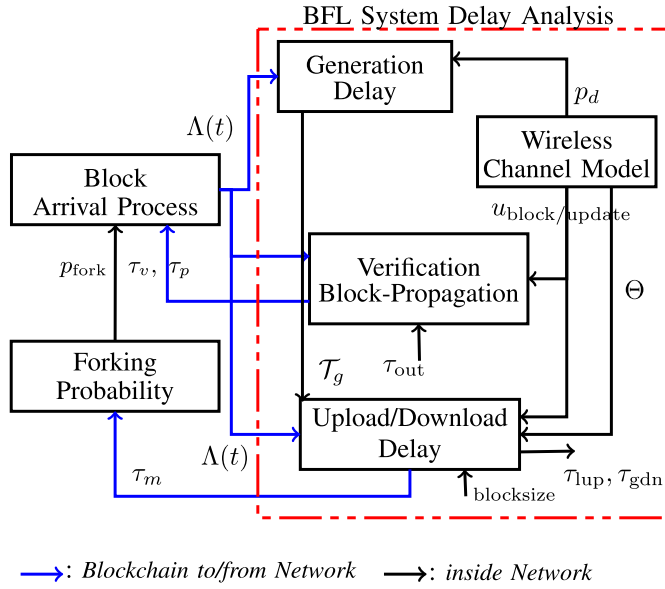 BFL System Delay Analysis
Generation
Delay
p_d
Λ(t)
Wireless
Channel Model
Block
Arrival Process
u_block/update
p_fork
τ_v, τ_p
Verification
Block-Propagation
Θ
Forking
Probability
τ_out
𝒯_g
Upload/Download
Delay
Λ(t)
τ_m
τ_lup, τ_gdn
blocksize
: Blockchain to/from Network
: inside Network